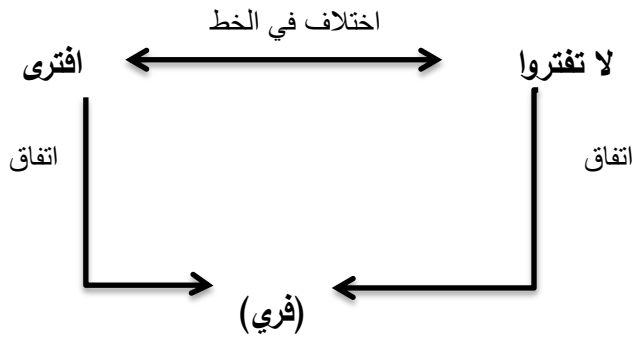 اختلاف في الخط
لا تفتروا
افترى
اتفاق
اتفاق
(فري)